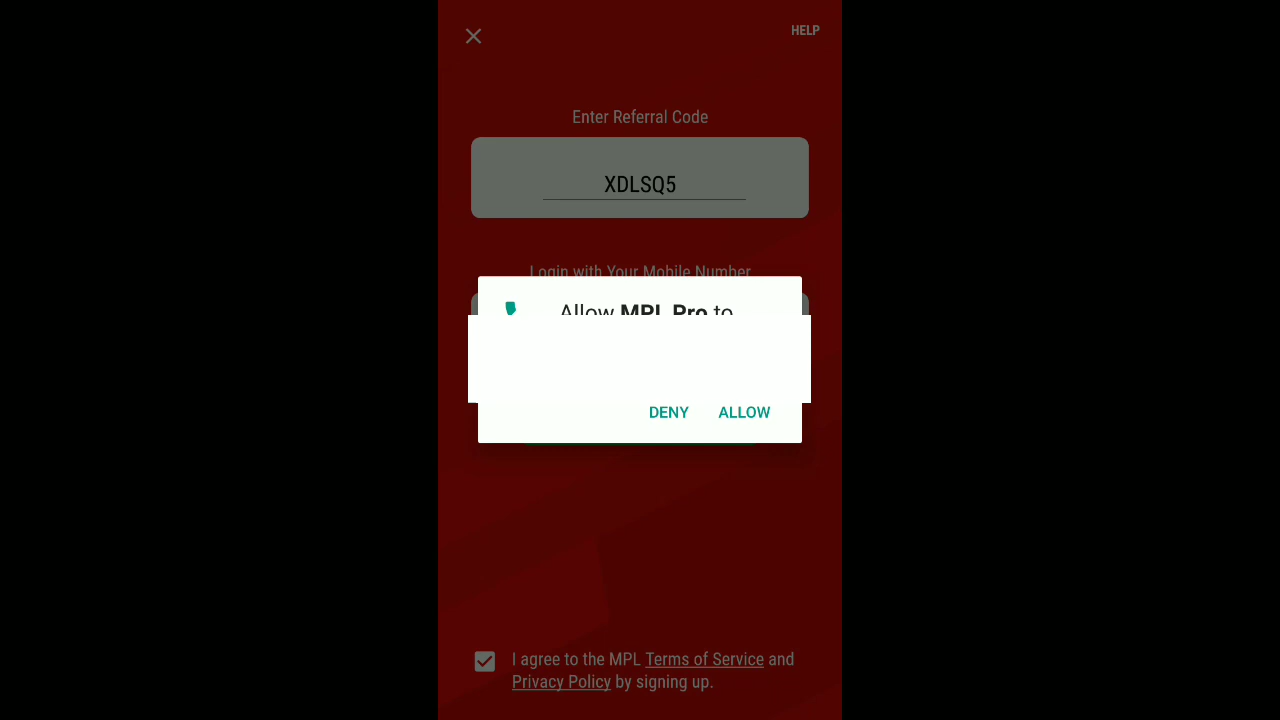 HELP
Enter Referral Code
XDLSQ5
Login with Your Mobile Number
Allow MPL Pro to
DENY ALLOW
I agree to the MPL Terms of Service and
Privacy Policy by signing up.